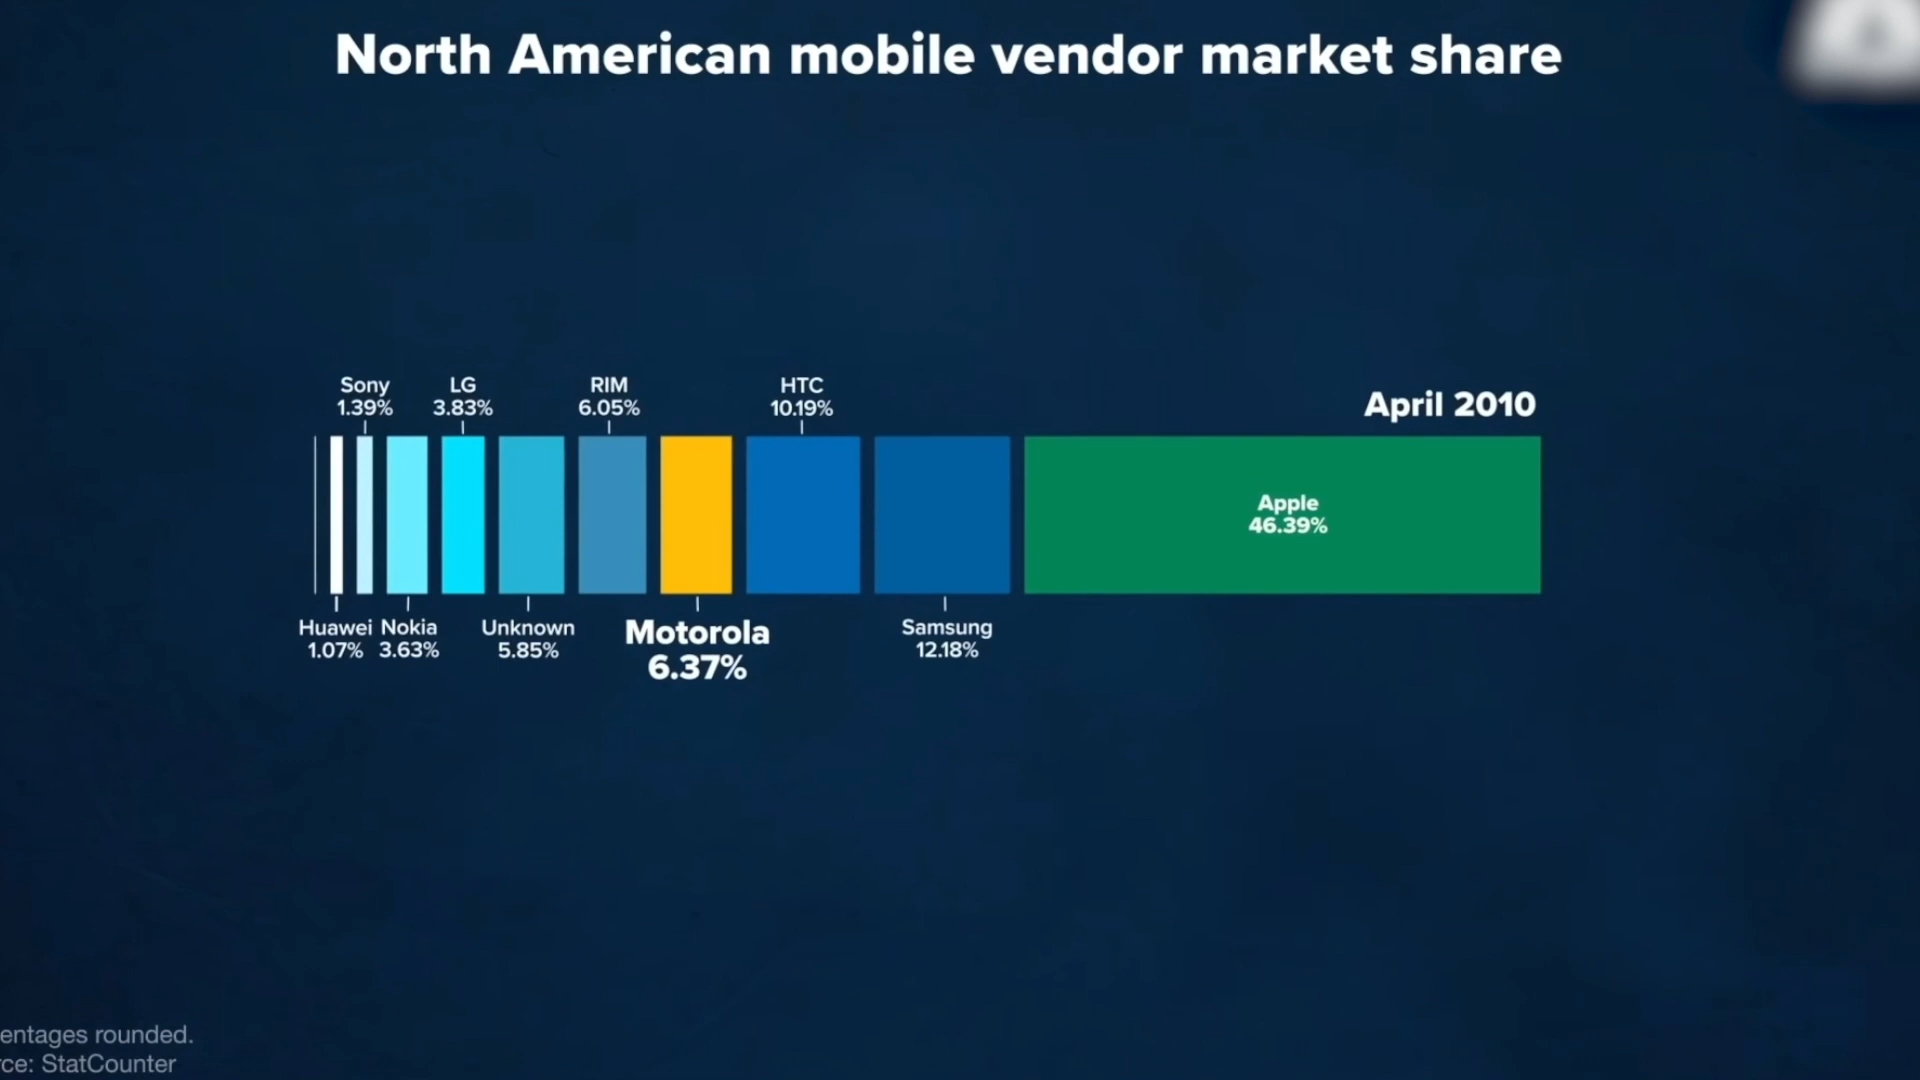 North American mobile vendor market share
Sony
1.39%
LG
3.83%
RIM
6.05%
HTC
10.19%
April 2010
Apple
46.39%
Huawei
1.07%
Nokia
3.63%
Unknown
5.85%
Motorola
6.37%
Samsung
12.18%
entages rounded.
rce: StatCounter